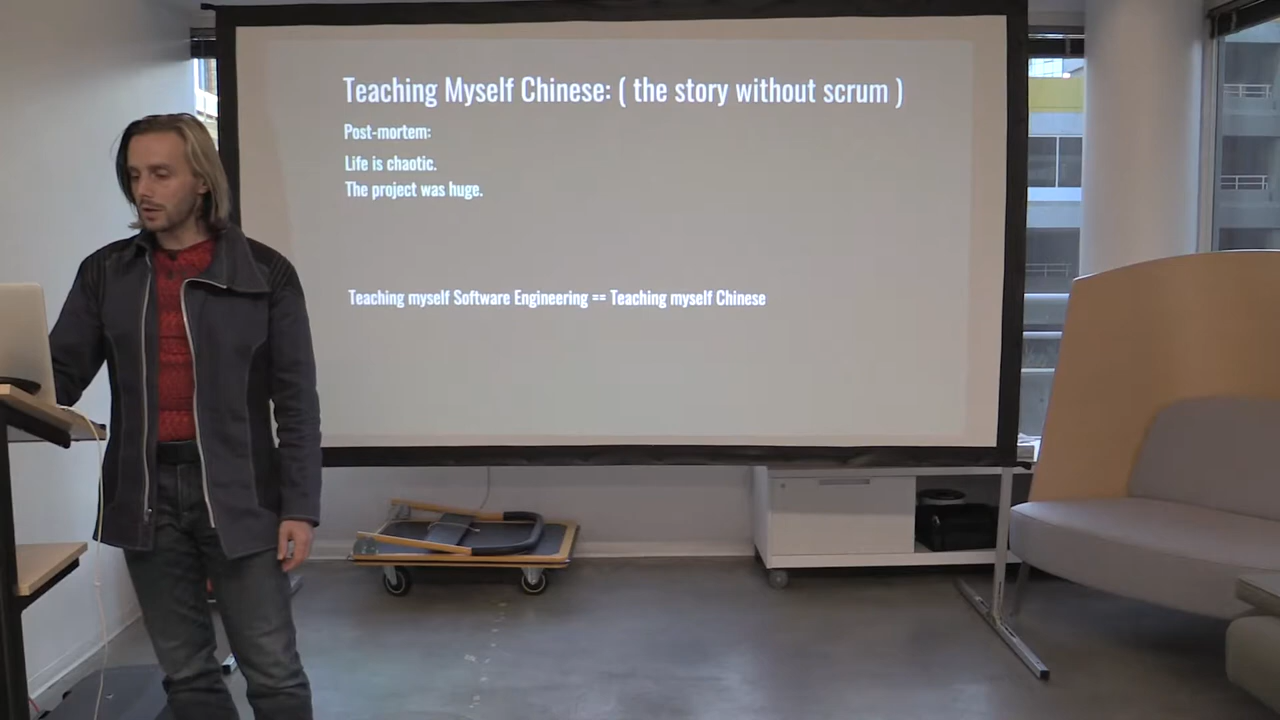 Teaching Myself Chinese: ( the story without scrum )
Post-mortem:
Life is chaotic.
The project was huge.
Teaching myself Software Engineering == Teaching myself Chinese